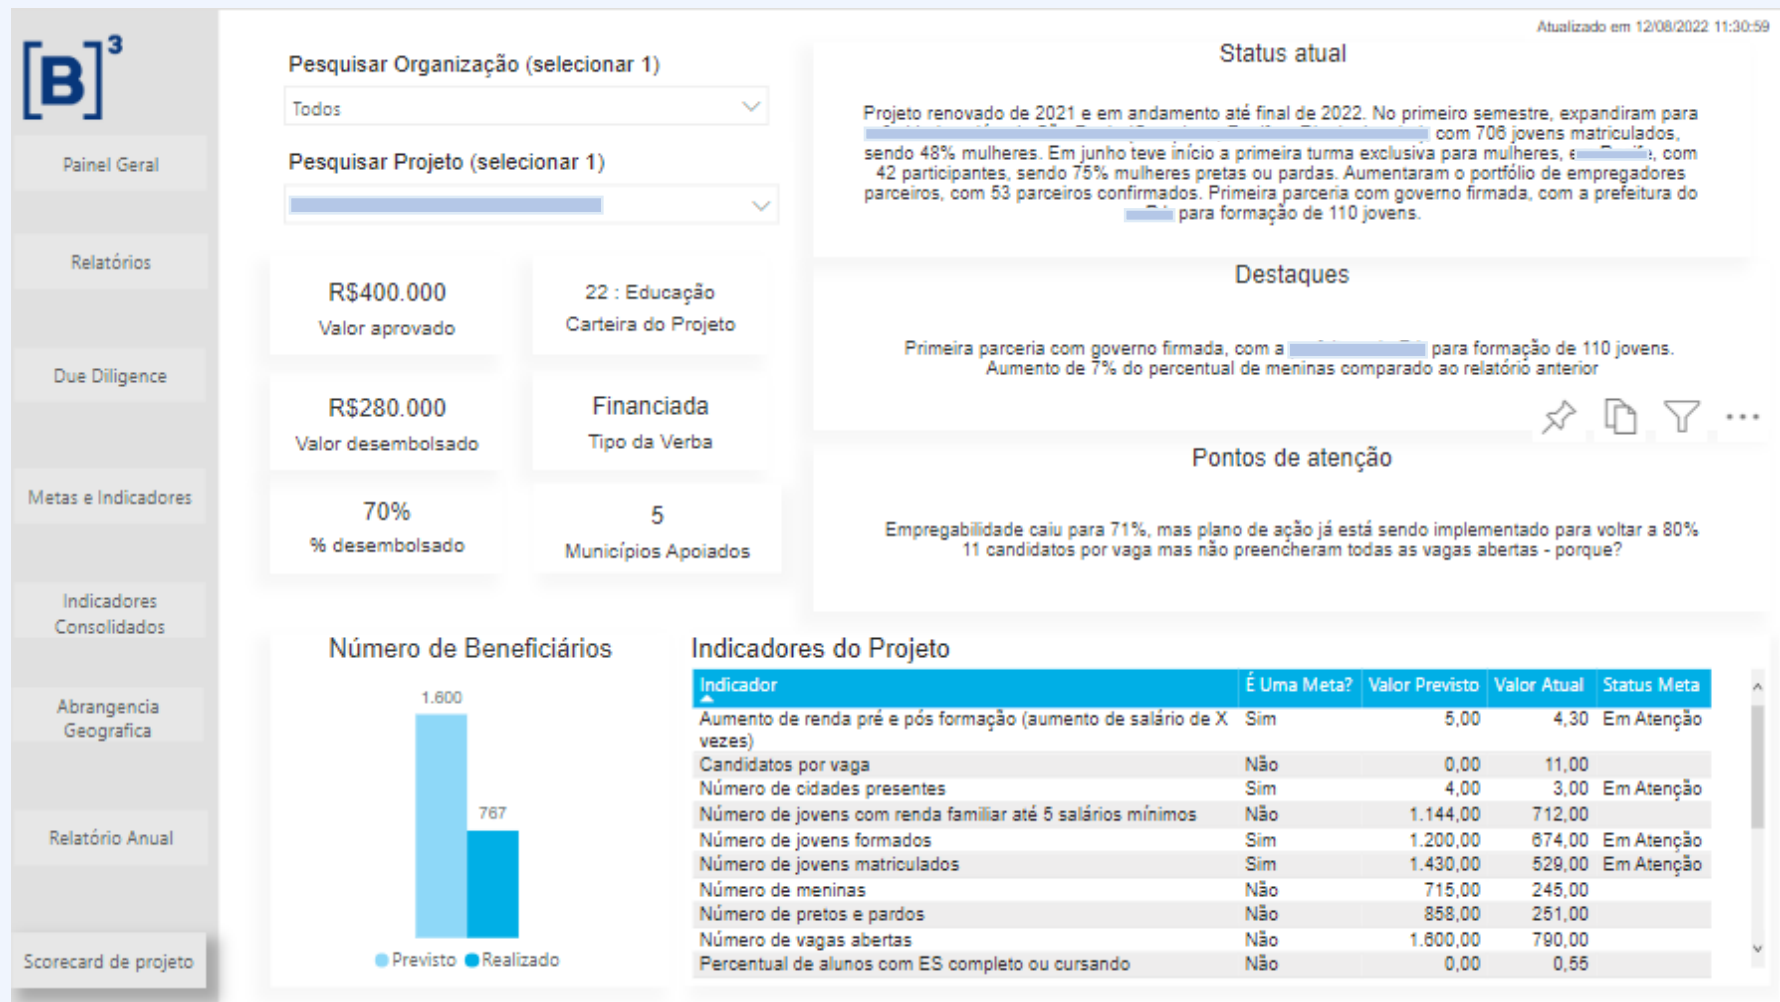 Atualizado em 12/08/2022 11:30:59
[B]³
Painel Geral
Relatórios
Due Diligence
Metas e Indicadores
Indicadores
Consolidados
Abrangencia
Geografica
Relatório Anual
Scorecard de projeto
Pesquisar Organização (selecionar 1)
Todos
Pesquisar Projeto (selecionar 1)
R$400.000
Valor aprovado
22 : Educação
Carteira do Projeto
R$280.000
Valor desembolsado
Financiada
Tipo da Verba
70%
% desembolsado
5
Municípios Apoiados
Status atual
Projeto renovado de 2021 e em andamento até final de 2022. No primeiro semestre, expandiram para
com 706 jovens matriculados,
sendo 48% mulheres. Em junho teve início a primeira turma exclusiva para mulheres, com
42 participantes, sendo 75% mulheres pretas ou pardas. Aumentaram o portfólio de empregadores
parceiros, com 53 parceiros confirmados. Primeira parceria com governo firmada, com a prefeitura do
para formação de 110 jovens.
Destaques
Primeira parceria com governo firmada, com a para formação de 110 jovens.
Aumento de 7% do percentual de meninas comparado ao relatório anterior
Pontos de atenção
Empregabilidade caiu para 71%, mas plano de ação já está sendo implementado para voltar a 80%
11 candidatos por vaga mas não preencheram todas as vagas abertas - porque?
Número de Beneficiários
1.600
767
Previsto Realizado
Indicadores do Projeto
Indicador É Uma Meta? Valor Previsto Valor Atual Status Meta
Aumento de renda pré e pós formação (aumento de salário de X Sim 5,00 4,30 Em Atenção
vezes)
Candidatos por vaga Não 0,00 11,00
Número de cidades presentes Sim 4,00 3,00 Em Atenção
Número de jovens com renda familiar até 5 salários mínimos Não 1.144,00 712,00
Número de jovens formados Sim 1.200,00 674,00 Em Atenção
Número de jovens matriculados Sim 1.430,00 529,00 Em Atenção
Número de meninas Não 715,00 245,00
Número de pretos e pardos Não 858,00 251,00
Número de vagas abertas Não 1.600,00 790,00
Percentual de alunos com ES completo ou cursando Não 0,00 0,55